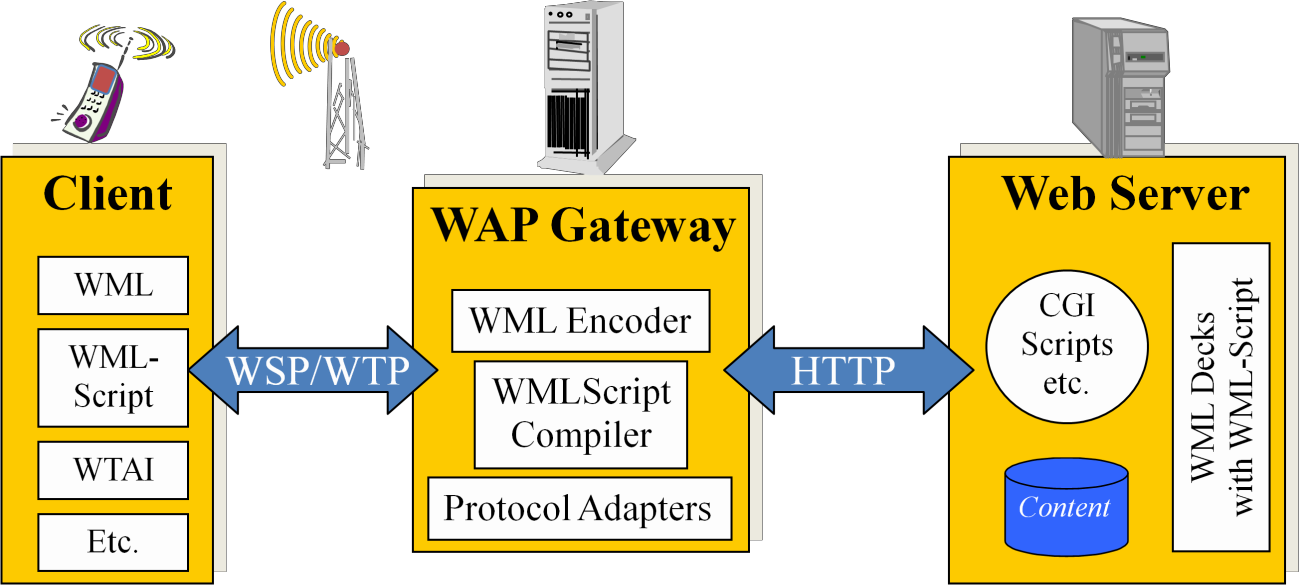 Client
WML
WML-
Script
WTAI
Etc.
WSP/WTP
WAP Gateway
WML Encoder
WMLScript
Compiler
Protocol Adapters
HTTP
Web Server
CGI
Scripts
etc.
Content
WML Decks
with WML-Script